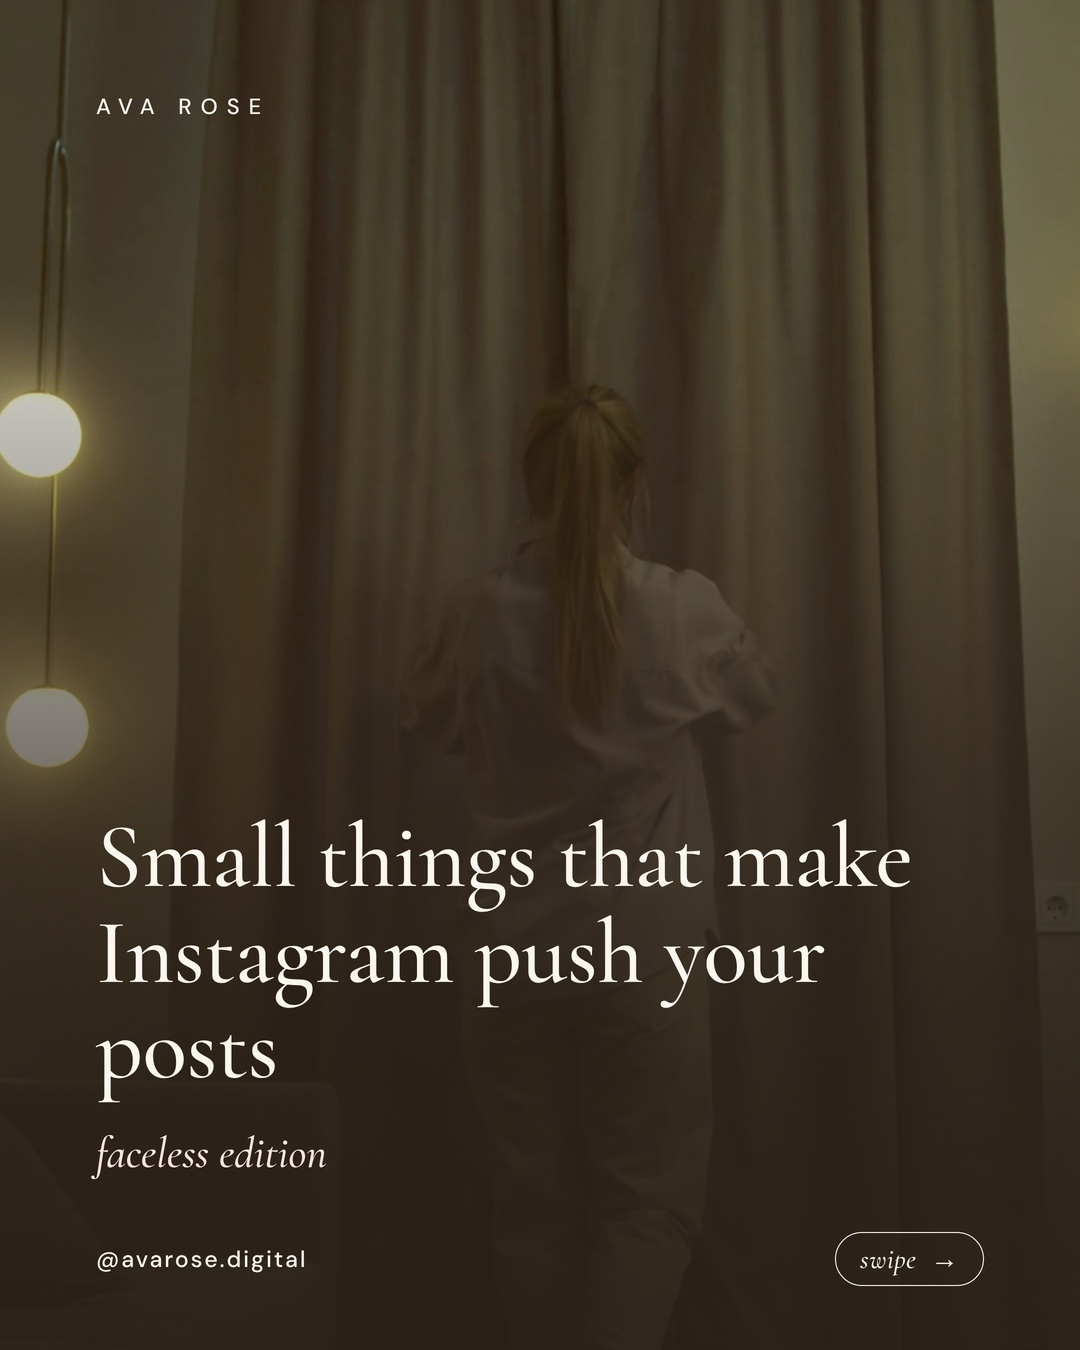 AVA ROSE
Small things that make
Instagram push your
posts
faceless edition
@avarose.digital
swipe →